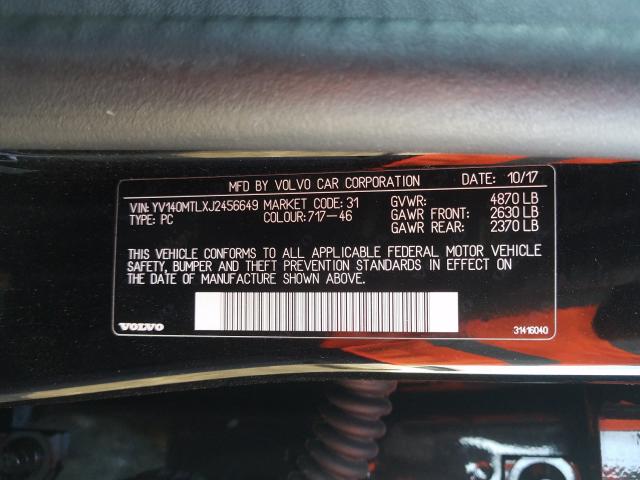 MFD BY VOLVO CAR CORPORATION 10/17
VIN: YV140MTLXJ2456649 MARKET CODE: 31 GVWR: 4870 LB
TYPE: PC COLOUR: 717-46 GAWR FRONT: 2630 LB
GAWR REAR: 2370 LB
THIS VEHICLE CONFORMS TO ALL APPLICABLE FEDERAL MOTOR VEHICLE
SAFETY, BUMPER AND THEFT PREVENTION STANDARDS IN EFFECT ON
THE DATE OF MANUFACTURE SHOWN ABOVE.
VOLVO 31416040